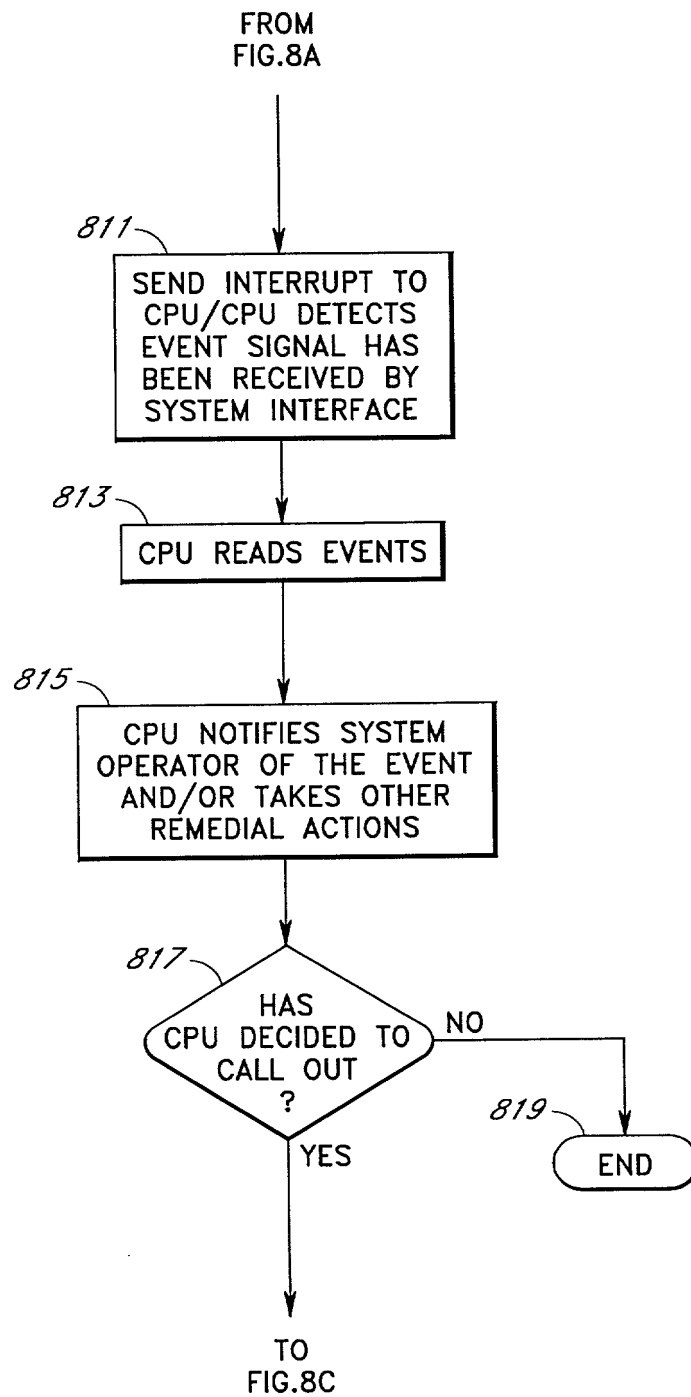 FROM
FIG.8A
811
SEND INTERRUPT TO
CPU/CPU DETECTS
EVENT SIGNAL HAS
BEEN RECEIVED BY
SYSTEM INTERFACE
813
CPU READS EVENTS
815
CPU NOTIFIES SYSTEM
OPERATOR OF THE EVENT
AND/OR TAKES OTHER
REMEDIAL ACTIONS
817
HAS
CPU DECIDED TO
CALL OUT
?
NO
819
END
YES
TO
FIG.8C